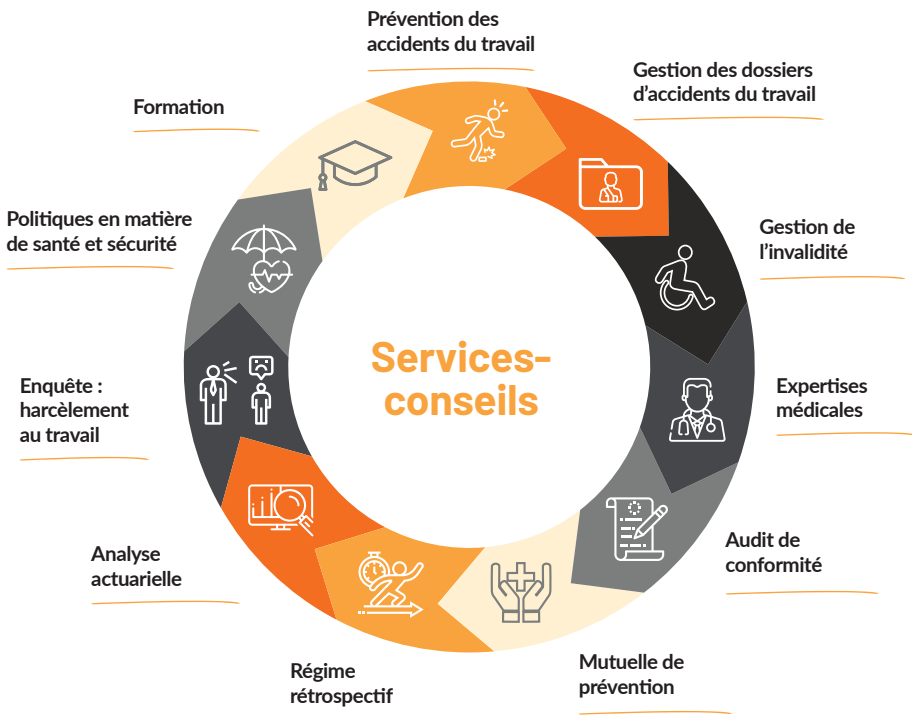 Prévention des
accidents du travail
Gestion des dossiers
d’accidents du travail
Gestion de
l’invalidité
Expertises
médicales
Audit de
conformité
Mutuelle de
prévention
Régime
rétrospectif
Analyse
actuarielle
Enquête :
harcèlement
au travail
Politiques en matière
de santé et sécurité
Formation
Services-
conseils